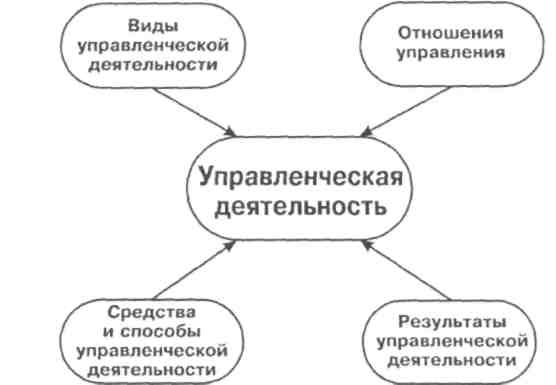 Виды
управленческой
деятельности
Отношения
управления
Управленческая
деятельность
Средства
и способы
управленческой
деятельности
Результаты
управленческой
деятельности